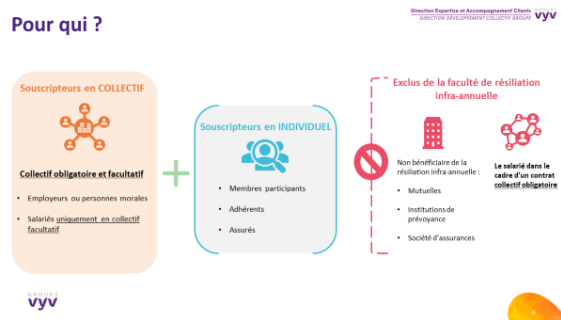 Pour qui ?
Direction Expertise et Accompagnement Clients
DIRECTION DÉVELOPPEMENT COLLECTIF GROUPE
GROUPE
vyv
Souscripteurs en COLLECTIF
Collectif obligatoire et facultatif
• Employeurs ou personnes morales
• Salariés uniquement en collectif
facultatif
Souscripteurs en INDIVIDUEL
• Membres participants
• Adhérents
• Assurés
Exclus de la faculté de résiliation
infra-annuelle
Non bénéficiaire de la
résiliation infra-annuelle :
• Mutuelles
• Institutions de
prévoyance
• Société d'assurances
Le salarié dans le
cadre d'un contrat
collectif obligatoire
GROUPE
vyv